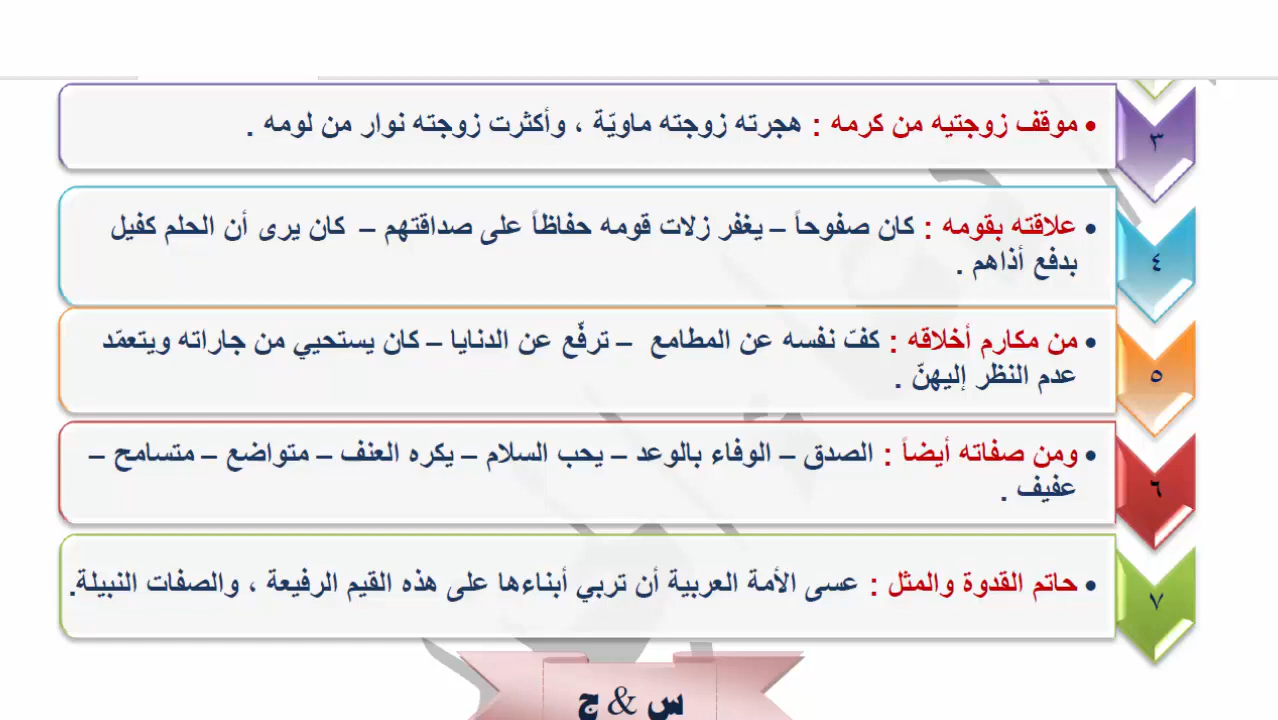 ٣
• موقف زوجتيه من كرمه : هجرته زوجته ماويّة ، وأكثرت زوجته نوار من لومه .
٤
• علاقته بقومه : كان صفوحاً – يغفر زلات قومه حفاظاً على صداقتهم – كان يرى أن الحلم كفيل
بدفع أذاهم .
٥
• من مكارم أخلاقه : كفّ نفسه عن المطامع – ترفّع عن الدنايا – كان يستحيي من جاراته ويتعمّد
عدم النظر إليهنّ .
٦
• ومن صفاته أيضاً : الصدق – الوفاء بالوعد – يحب السلام – يكره العنف – متواضع – متسامح –
عفيف .
٧
• حاتم القدوة والمثل : عسى الأمة العربية أن تربي أبناءها على هذه القيم الرفيعة ، والصفات النبيلة.
س & ج